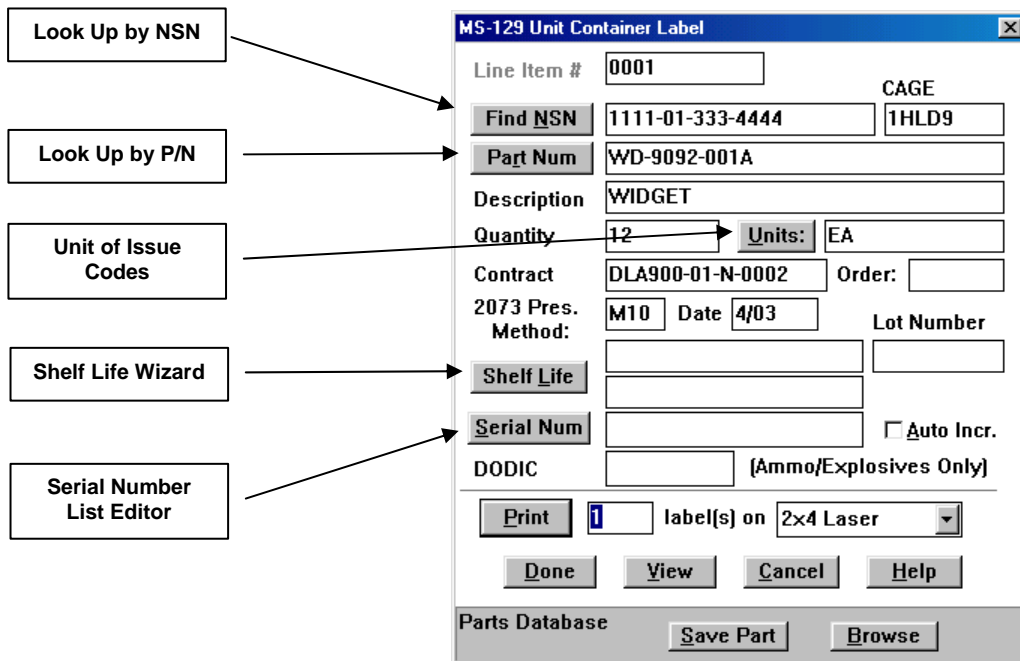 Look Up by NSN
Look Up by P/N
Unit of Issue
Codes
Shelf Life Wizard
Serial Number
List Editor
MS-129 Unit Container Label
Line Item # 0001
CAGE
Find NSN 1111-01-333-4444 1HLD9
Part Num WD-9092-001A
Description WIDGET
Quantity 12 Units: EA
Contract DLA900-01-N-0002 Order:
2073 Pres. M10 Date 4/03
Method:
Lot Number
Shelf Life
Serial Num Auto Incr.
DODIC (Ammo/Explosives Only)
Print 1 label(s) on 2x4 Laser
Done View Cancel Help
Parts Database
Save Part Browse